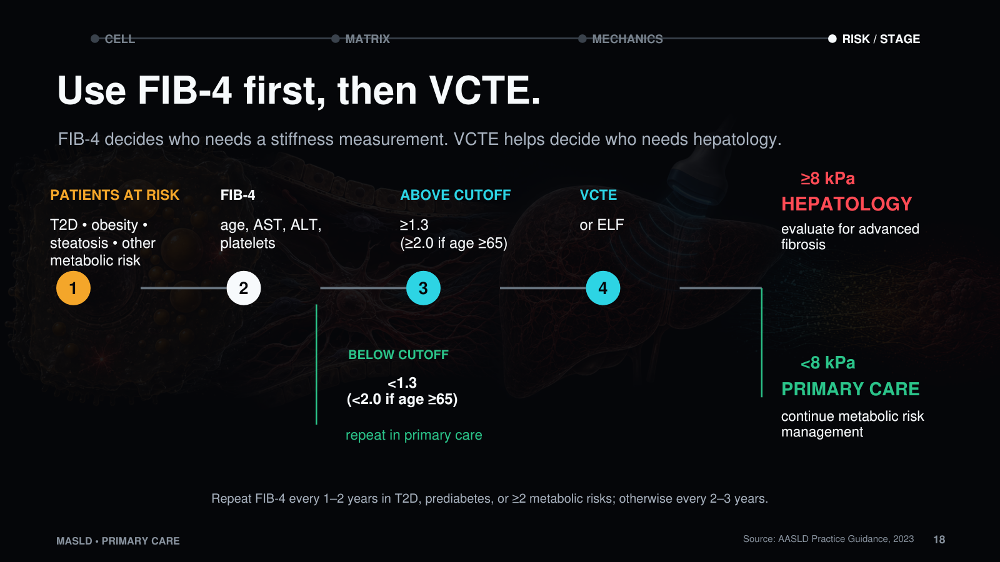 CELL
MATRIX
MECHANICS
RISK / STAGE
Use FIB-4 first, then VCTE.
FIB-4 decides who needs a stiffness measurement. VCTE helps decide who needs hepatology.
PATIENTS AT RISK
T2D • obesity •
steatosis • other
metabolic risk
1
FIB-4
age, AST, ALT,
platelets
2
ABOVE CUTOFF
≥1.3
(≥2.0 if age ≥65)
3
VCTE
or ELF
4
≥8 kPa
HEPATOLOGY
evaluate for advanced
fibrosis
BELOW CUTOFF
<1.3
(<2.0 if age ≥65)
repeat in primary care
<8 kPa
PRIMARY CARE
continue metabolic risk
management
Repeat FIB-4 every 1–2 years in T2D, prediabetes, or ≥2 metabolic risks; otherwise every 2–3 years.
MASLD • PRIMARY CARE
Source: AASLD Practice Guidance, 2023
18